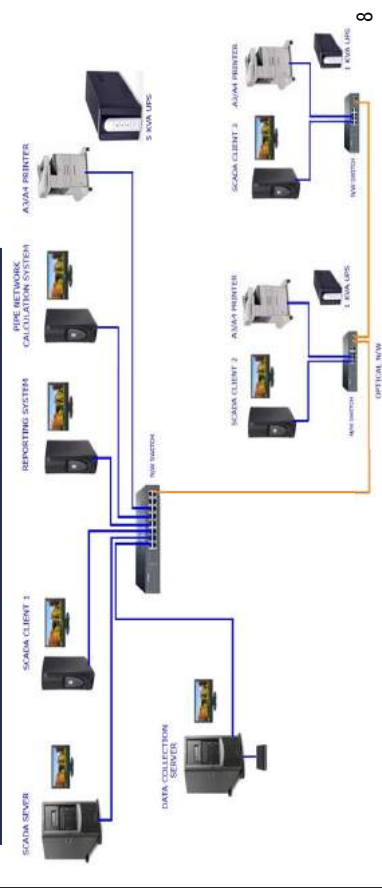 SCADA SEVER
SCADA CLIENT 1
REPORTING SYSTEM
PIPE NETWORK
CALCULATION SYSTEM
A3/A4 PRINTER
5 KVA UPS
N/W SWITCH
DATA COLLECTION
SERVER
SCADA CLIENT 2
A3/A4 PRINTER
1 KVA UPS
N/W SWITCH
SCADA CLIENT 3
A3/A4 PRINTER
1 KVA UPS
N/W SWITCH
OPTICAL N/W
8